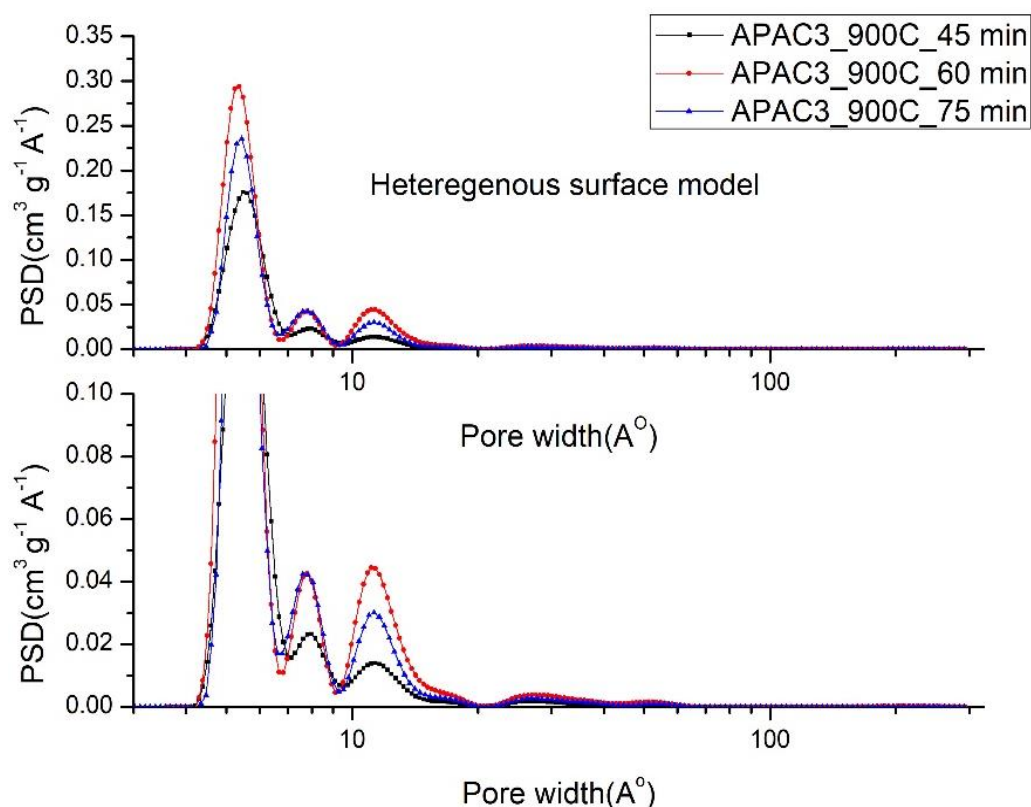 APAC3_900C_45 min
APAC3_900C_60 min
APAC3_900C_75 min
Heteregenous surface model
PSD(cm³ g⁻¹ A⁻¹)
0.35
0.30
0.25
0.20
0.15
0.10
0.05
0.00
10
100
Pore width(A°)
PSD(cm³ g⁻¹ A⁻¹)
0.10
0.08
0.06
0.04
0.02
0.00
10
100
Pore width(A°)